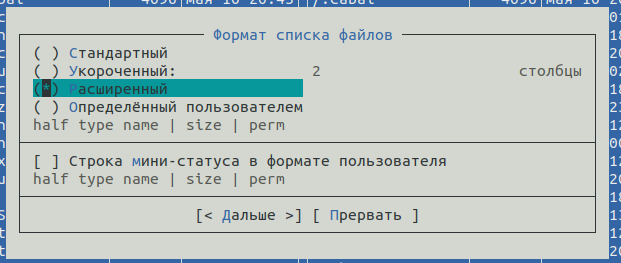 Формат списка файлов
( ) Стандартный
( ) Укороченный: 2 столбцы
(*) Расширенный
( ) Определённый пользователем
half type name | size | perm
[ ] Строка мини-статуса в формате пользователя
half type name | size | perm
[< Дальше >] [ Прервать ]